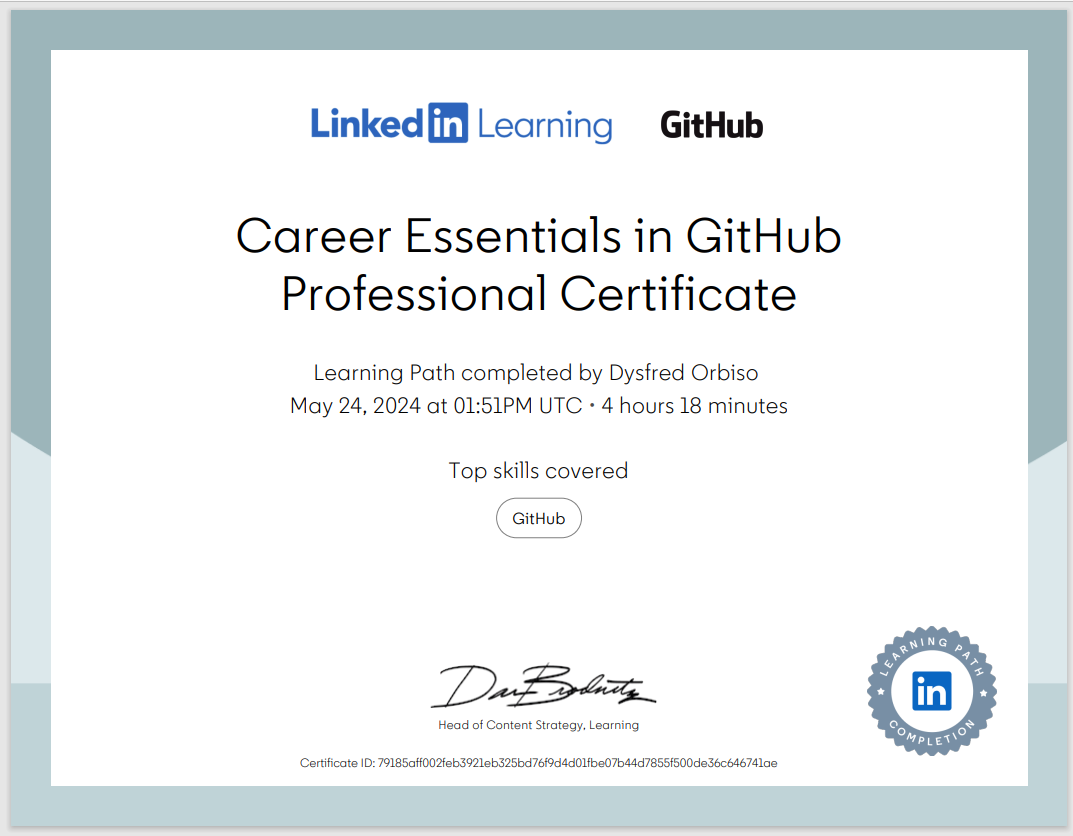 Linked in Learning GitHub
Career Essentials in GitHub
Professional Certificate
Learning Path completed by Dysfred Orbiso
May 24, 2024 at 01:51PM UTC • 4 hours 18 minutes
Top skills covered
GitHub
LEARNING PATH
in
COMPLETION
Head of Content Strategy, Learning
Certificate ID: 79185aff002feb3921eb325bd76f9d4d01fbe07b44d7855f500de36c646741ae